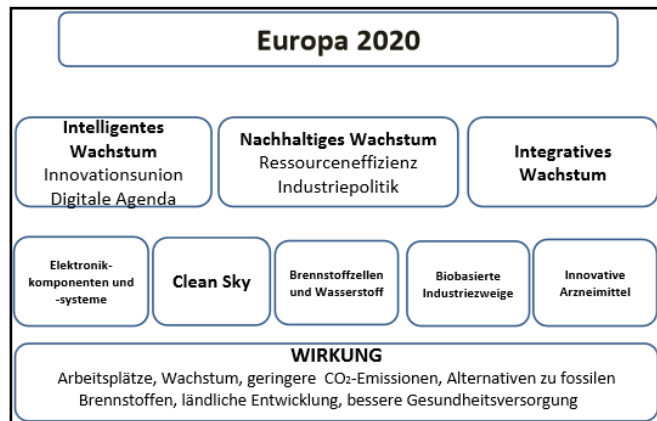 Europa 2020
Intelligentes
Wachstum
Innovationsunion
Digitale Agenda
Nachhaltiges Wachstum
Ressourceneffizienz
Industriepolitik
Integratives
Wachstum
Elektronik-
komponenten und
-systeme
Clean Sky
Brennstoffzellen
und Wasserstoff
Biobasierte
Industriezweige
Innovative
Arzneimittel
WIRKUNG
Arbeitsplätze, Wachstum, geringere CO₂-Emissionen, Alternativen zu fossilen
Brennstoffen, ländliche Entwicklung, bessere Gesundheitsversorgung